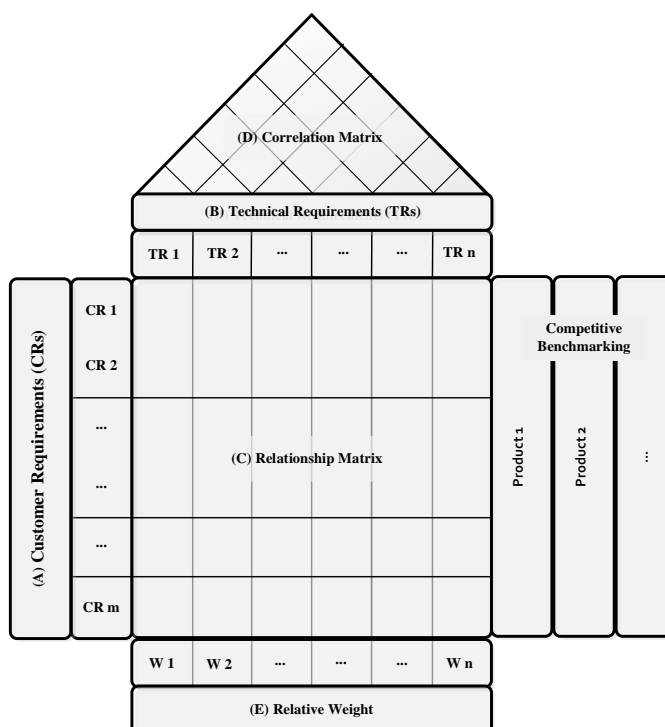 (D) Correlation Matrix
(B) Technical Requirements (TRs)
TR 1 TR 2 ... ... ... TR n
(A) Customer Requirements (CRs)
CR 1
CR 2
...
...
...
CR m
(C) Relationship Matrix
Competitive
Benchmarking
Product 1
Product 2
...
W 1 W 2 ... ... ... W n
(E) Relative Weight